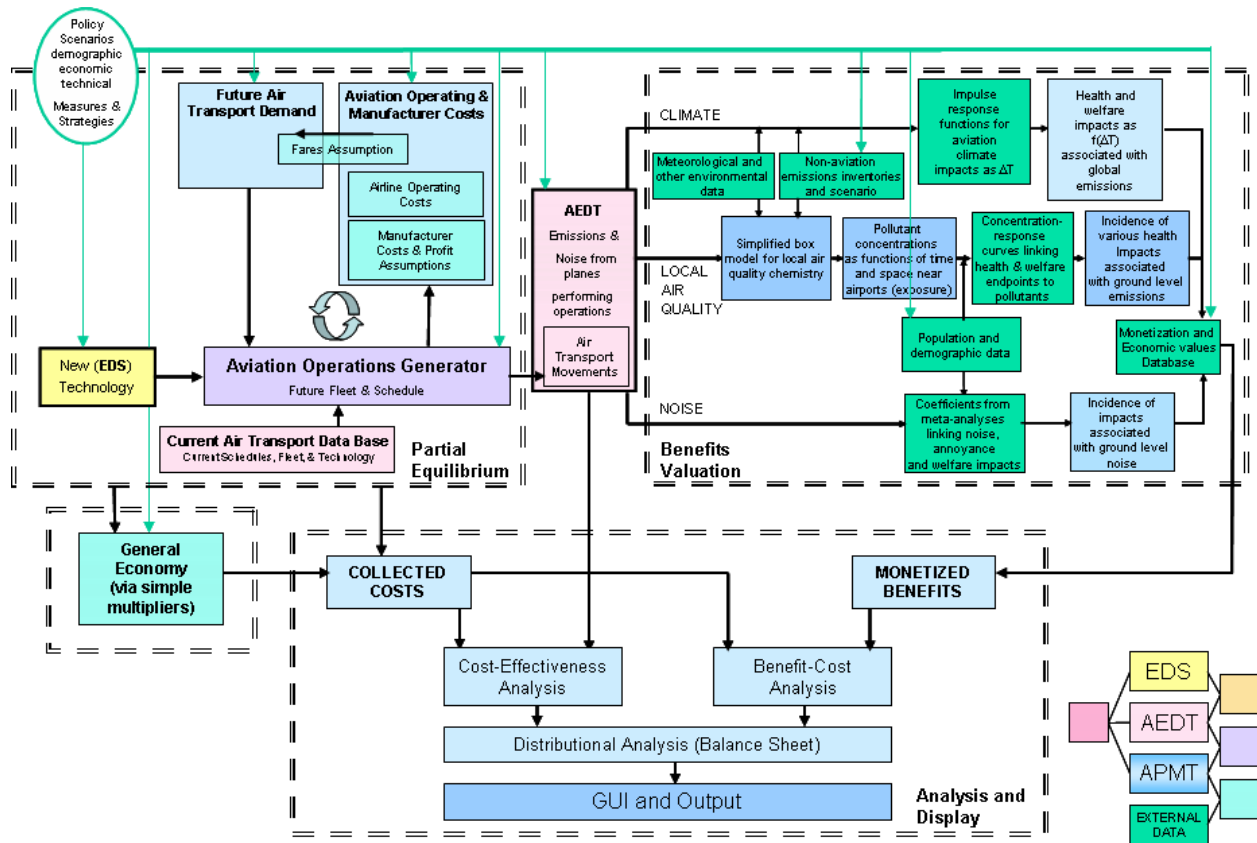 Policy
Scenarios
demographic
economic
technical
Measures &
Strategies
Future Air
Transport Demand
Aviation Operating &
Manufacturer Costs
Fares Assumption
Airline Operating
Costs
Manufacturer
Costs & Profit
Assumptions
New (EDS)
Technology
Aviation Operations Generator
Future Fleet & Schedule
Current Air Transport Data Base
Current Schedules, Fleet, & Technology
Partial
Equilibrium
AEDT
Emissions &
Noise from
planes
performing
operations
Air
Transport
Movements
CLIMATE
LOCAL
AIR
QUALITY
NOISE
Meteorological and
other environmental
data
Non-aviation
emissions inventories
and scenario
Impulse
response
functions for
aviation
climate
impacts as ΔT
Health and
welfare
impacts as
f(ΔT)
associated with
global
emissions
Simplified box
model for local air
quality chemistry
Pollutant
concentrations
as functions of time
and space near
airports (exposure)
Concentration-
response
curves linking
health & welfare
endpoints to
pollutants
Incidence of
various health
Impacts
associated with
ground level
emissions
Population and
demographic data
Monetization and
Economic values
Database
Coefficients from
meta-analyses
linking noise,
annoyance
and welfare impacts
Incidence of
impacts
associated
with ground level
noise
Benefits
Valuation
General
Economy
(via simple
multipliers)
COLLECTED
COSTS
MONETIZED
BENEFITS
Cost-Effectiveness
Analysis
Benefit-Cost
Analysis
Distributional Analysis (Balance Sheet)
GUI and Output
Analysis and
Display
EDS
AEDT
APMT
EXTERNAL
DATA